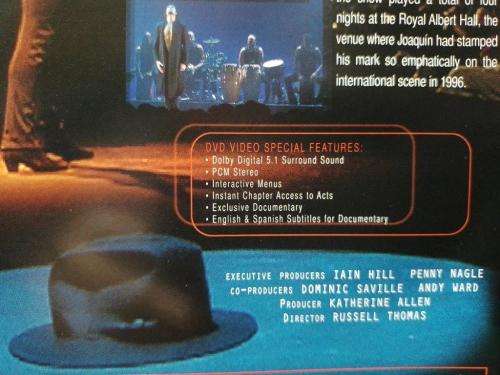 the show played a total of four
nights at the Royal Albert Hall, the
venue where Joaquín had stamped
his mark so emphatically on the
international scene in 1996.
DVD VIDEO SPECIAL FEATURES:
• Dolby Digital 5.1 Surround Sound
• PCM Stereo
• Interactive Menus
• Instant Chapter Access to Acts
• Exclusive Documentary
• English & Spanish Subtitles for Documentary
EXECUTIVE PRODUCERS IAIN HILL PENNY NAGLE
CO-PRODUCERS DOMINIC SAVILLE ANDY WARD
PRODUCER KATHERINE ALLEN
DIRECTOR RUSSELL THOMAS